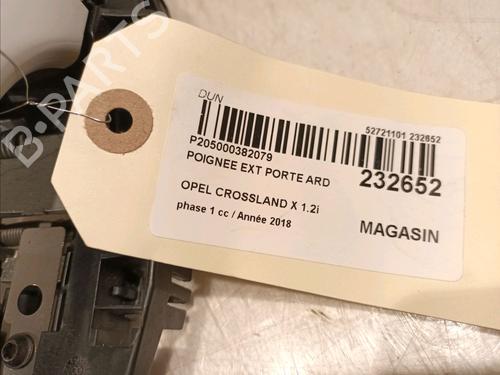 B-PARTS
DUN
52721101 232652
P205000382079
POIGNEE EXT PORTE ARD
232652
OPEL CROSSLAND X 1.2i
phase 1 cc / Année 2018
MAGASIN